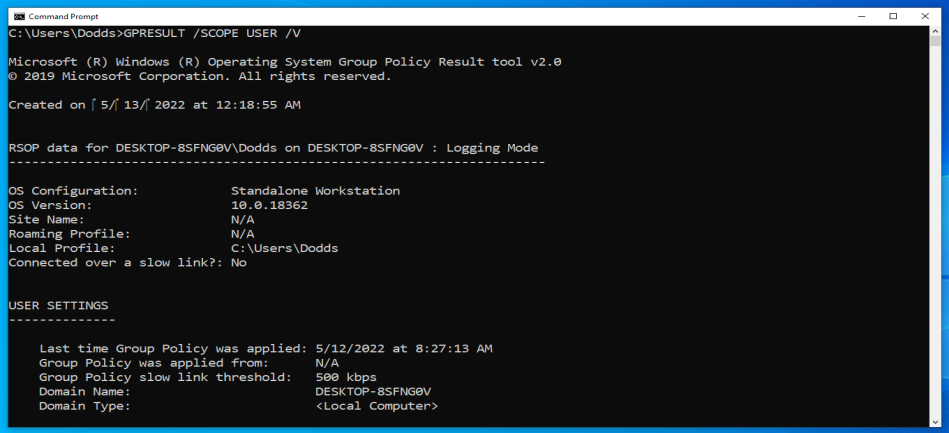 Command Prompt
C:\Users\Dodds>GPRESULT /SCOPE USER /V
Microsoft (R) Windows (R) Operating System Group Policy Result tool v2.0
© 2019 Microsoft Corporation. All rights reserved.
Created on 5/ 13/ 2022 at 12:18:55 AM
RSOP data for DESKTOP-8SFNG0V\Dodds on DESKTOP-8SFNG0V : Logging Mode
---------------------------------------------------------------------
OS Configuration: Standalone Workstation
OS Version: 10.0.18362
Site Name: N/A
Roaming Profile: N/A
Local Profile: C:\Users\Dodds
Connected over a slow link?: No
USER SETTINGS
--------------
Last time Group Policy was applied: 5/12/2022 at 8:27:13 AM
Group Policy was applied from: N/A
Group Policy slow link threshold: 500 kbps
Domain Name: DESKTOP-8SFNG0V
Domain Type: <Local Computer>